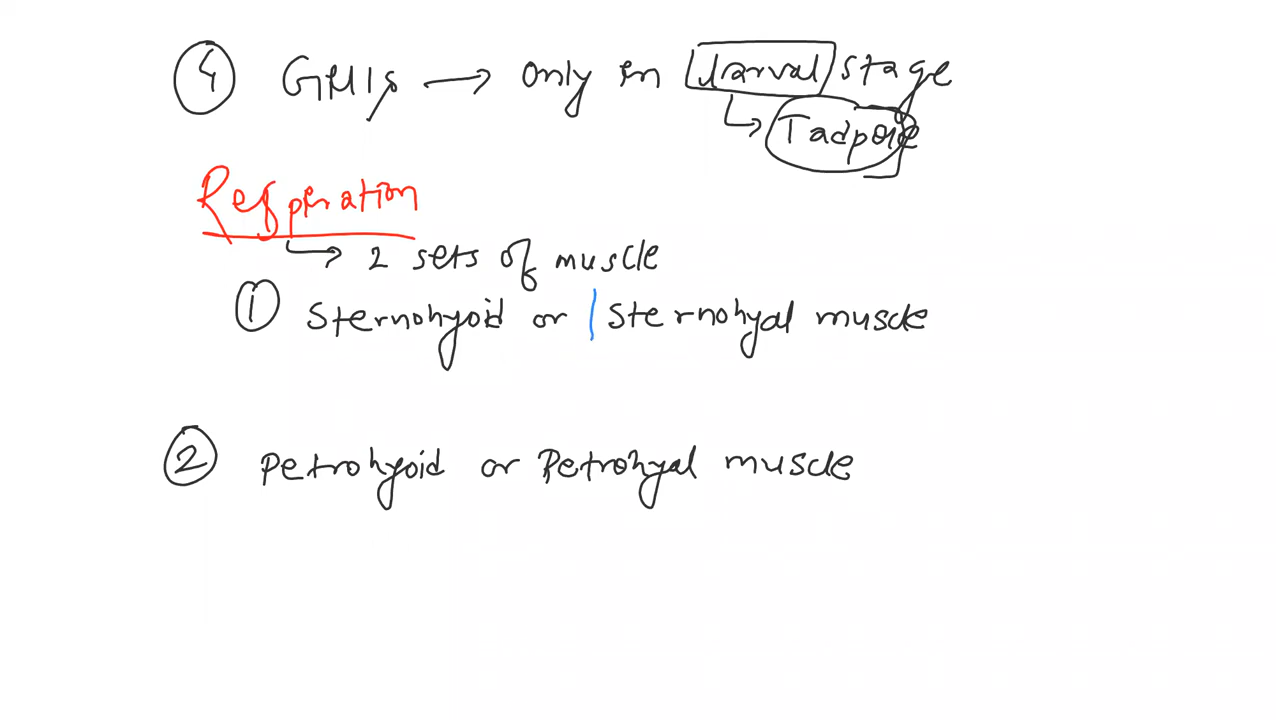 ④ Gills → only in larval stage
↳ Tadpole
Respiration
↳ 2 sets of muscle
① Sternohyoid or | Sternohyal muscle
② Petrohyoid or Petrohyal muscle